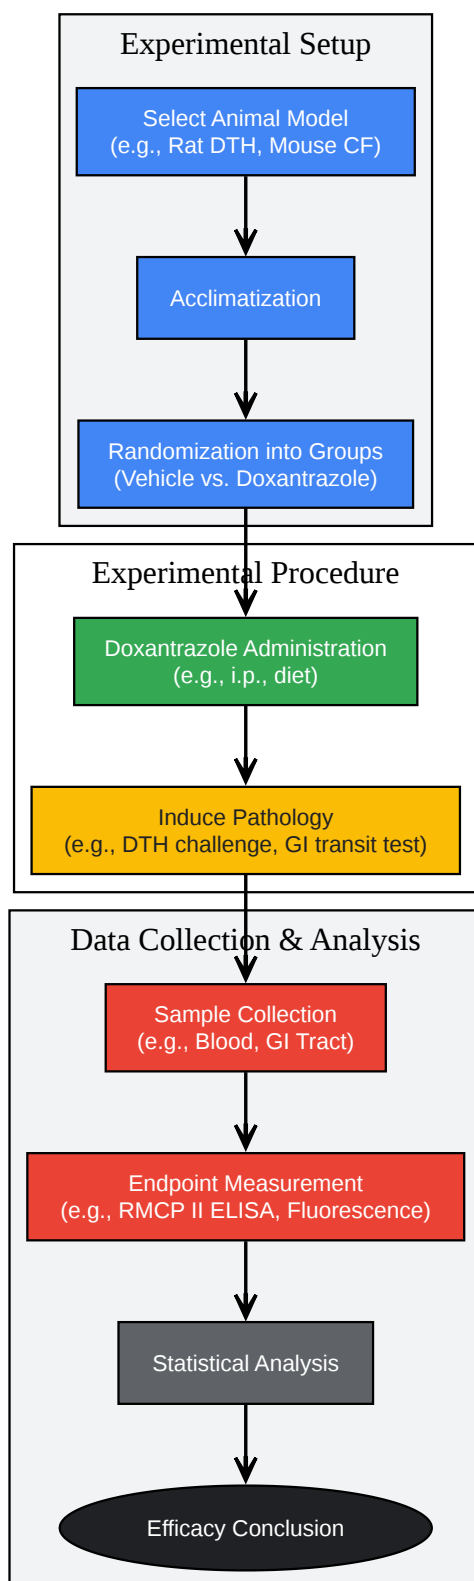 Experimental Setup
Select Animal Model
(e.g., Rat DTH, Mouse CF)
Acclimatization
Randomization into Groups
(Vehicle vs. Doxantrazole)
Experimental Procedure
Doxantrazole Administration
(e.g., i.p., diet)
Induce Pathology
(e.g., DTH challenge, GI transit test)
Data Collection & Analysis
Sample Collection
(e.g., Blood, GI Tract)
Endpoint Measurement
(e.g., RMCP II ELISA, Fluorescence)
Statistical Analysis
Efficacy Conclusion